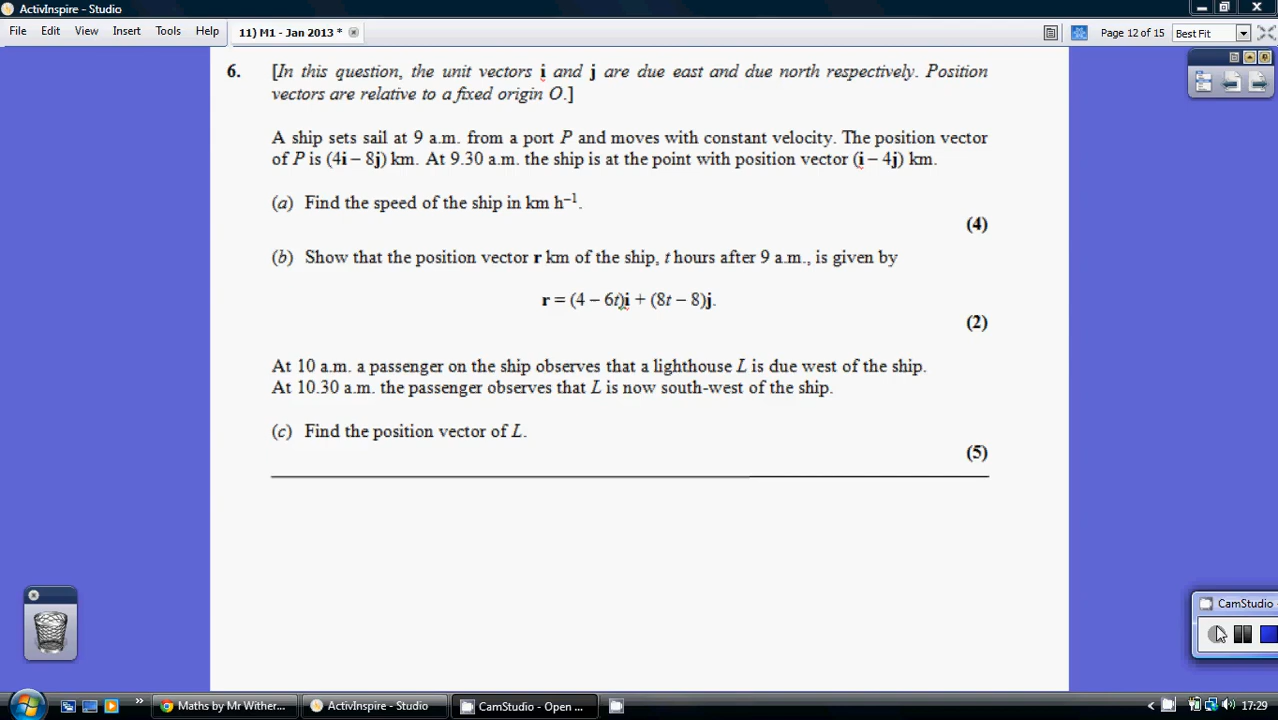 ActivInspire - Studio
File Edit View Insert Tools Help
11) M1 - Jan 2013 *
Page 12 of 15
Best Fit
6. [In this question, the unit vectors i and j are due east and due north respectively. Position
vectors are relative to a fixed origin O.]
A ship sets sail at 9 a.m. from a port P and moves with constant velocity. The position vector
of P is (4i – 8j) km. At 9.30 a.m. the ship is at the point with position vector (i – 4j) km.
(a) Find the speed of the ship in km h⁻¹.
(4)
(b) Show that the position vector r km of the ship, t hours after 9 a.m., is given by
r = (4 – 6t)i + (8t – 8)j.
(2)
At 10 a.m. a passenger on the ship observes that a lighthouse L is due west of the ship.
At 10.30 a.m. the passenger observes that L is now south-west of the ship.
(c) Find the position vector of L.
(5)
CamStudio -
Maths by Mr Wither...
ActivInspire - Studio
CamStudio - Open ...
17:29